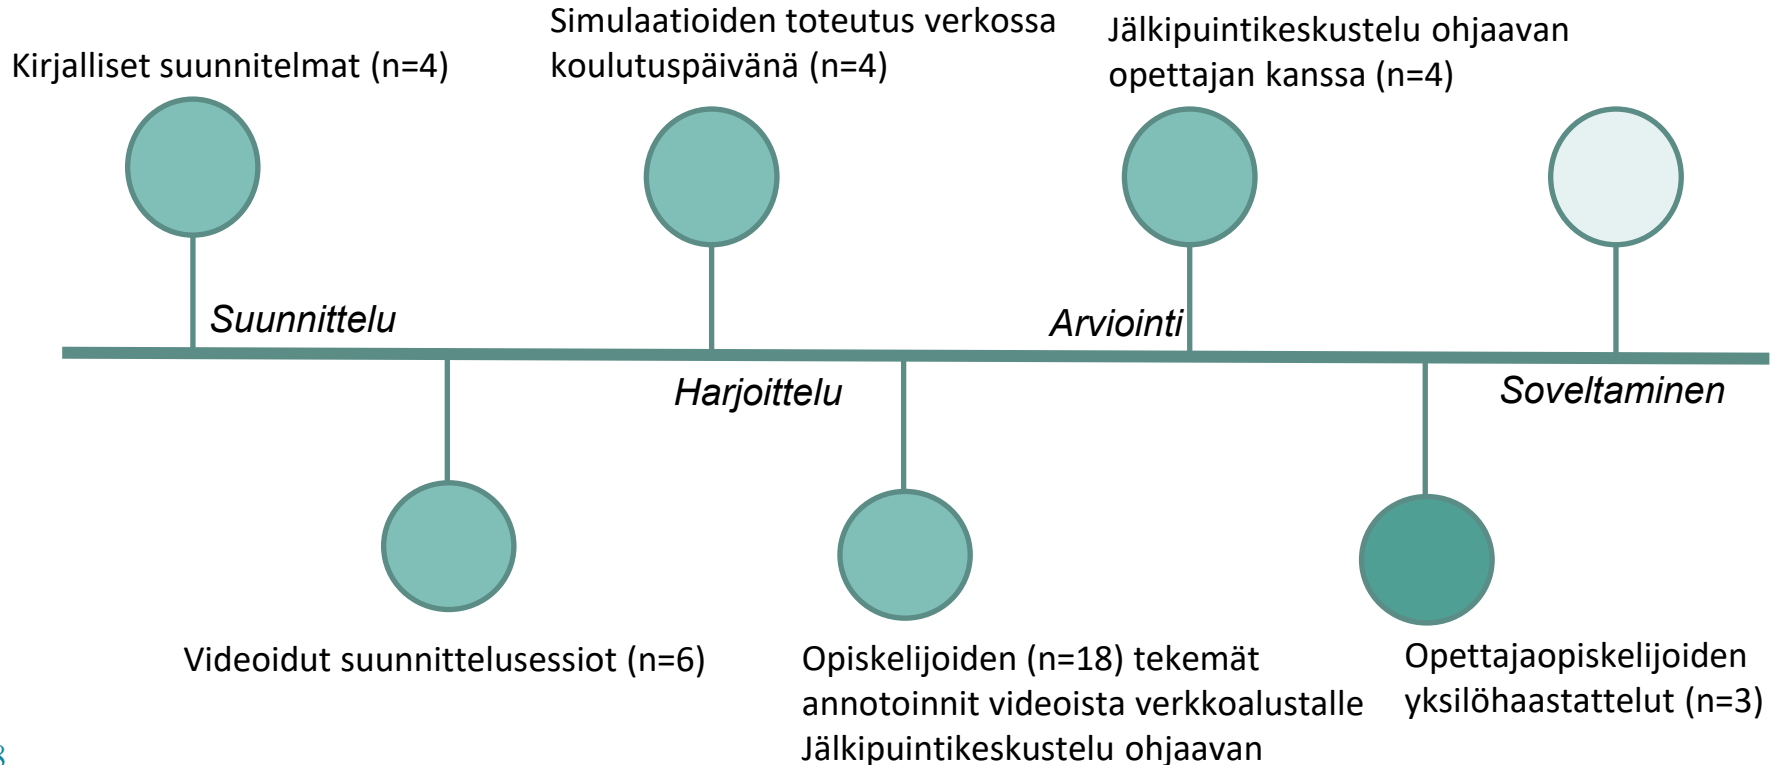 Kirjalliset suunnitelmat (n=4)
Simulaatioiden toteutus verkossa
koulutuspäivänä (n=4)
Jälkipuintikeskustelu ohjaavan
opettajan kanssa (n=4)
Suunnittelu
Arviointi
Harjoittelu
Soveltaminen
Videoidut suunnittelusessiot (n=6)
Opiskelijoiden (n=18) tekemät
annotoinnit videoista verkkoalustalle
Jälkipuintikeskustelu ohjaavan
Opettajaopiskelijoiden
yksilöhaastattelut (n=3)